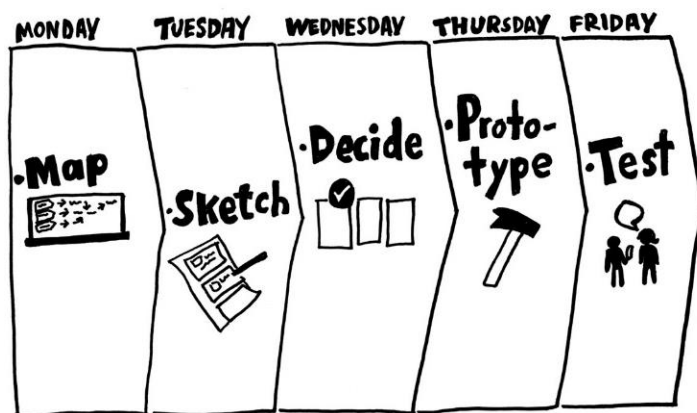 MONDAY
TUESDAY
WEDNESDAY
THURSDAY
FRIDAY
·Map
·Sketch
·Decide
·Proto-
type
·Test